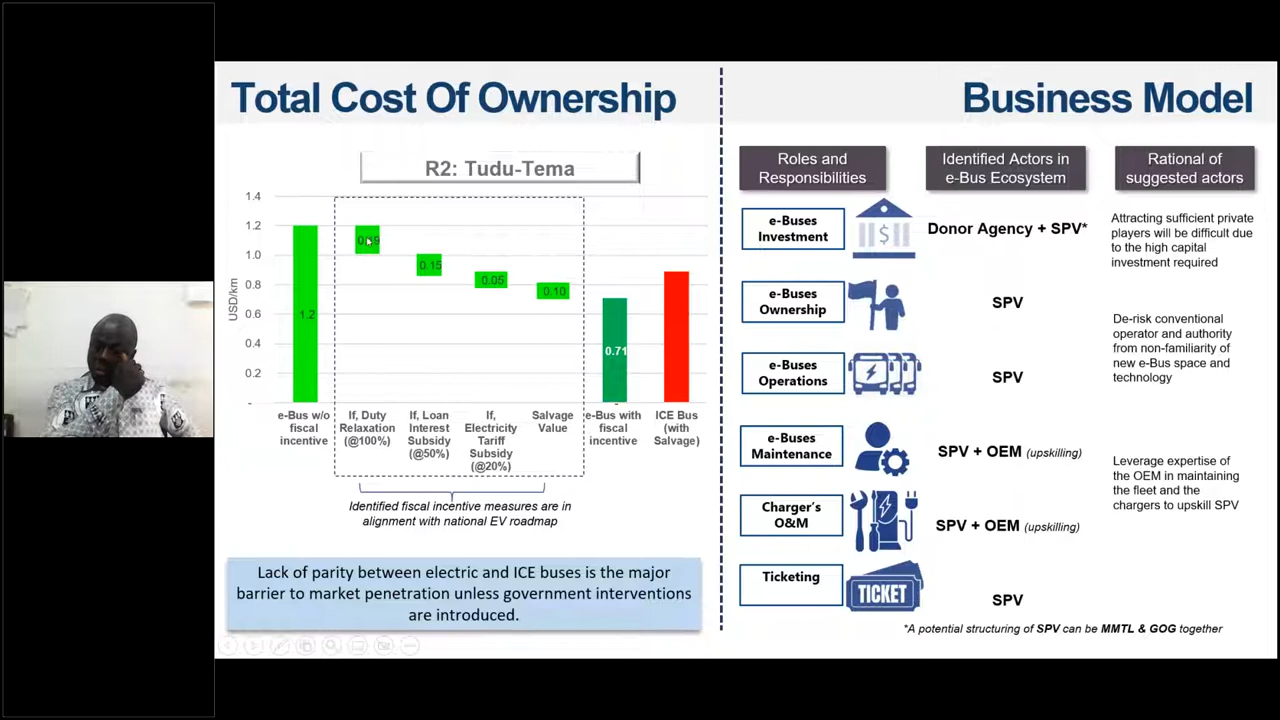 Total Cost Of Ownership
R2: Tudu-Tema
1.4
1.2
1.0
0.8
0.6
0.4
0.2
-
USD/km
1.2
0.15
0.05
0.10
0.71
-
e-Bus w/o
fiscal
incentive
If, Duty
Relaxation
(@100%)
If, Loan
Interest
Subsidy
(@50%)
If,
Electricity
Tariff
Subsidy
(@20%)
Salvage
Value
e-Bus with
fiscal
incentive
ICE Bus
(with
Salvage)
Identified fiscal incentive measures are in
alignment with national EV roadmap
Lack of parity between electric and ICE buses is the major
barrier to market penetration unless government interventions
are introduced.
Business Model
Roles and
Responsibilities
Identified Actors in
e-Bus Ecosystem
Rational of
suggested actors
e-Buses
Investment
$
Donor Agency + SPV*
Attracting sufficient private
players will be difficult due
to the high capital
investment required
e-Buses
Ownership
SPV
De-risk conventional
operator and authority
from non-familiarity of
new e-Bus space and
technology
e-Buses
Operations
SPV
e-Buses
Maintenance
SPV + OEM (upskilling)
Leverage expertise of
the OEM in maintaining
the fleet and the
chargers to upskill SPV
Charger's
O&M
SPV + OEM (upskilling)
Ticketing
TICKET
SPV
*A potential structuring of SPV can be MMTL & GOG together